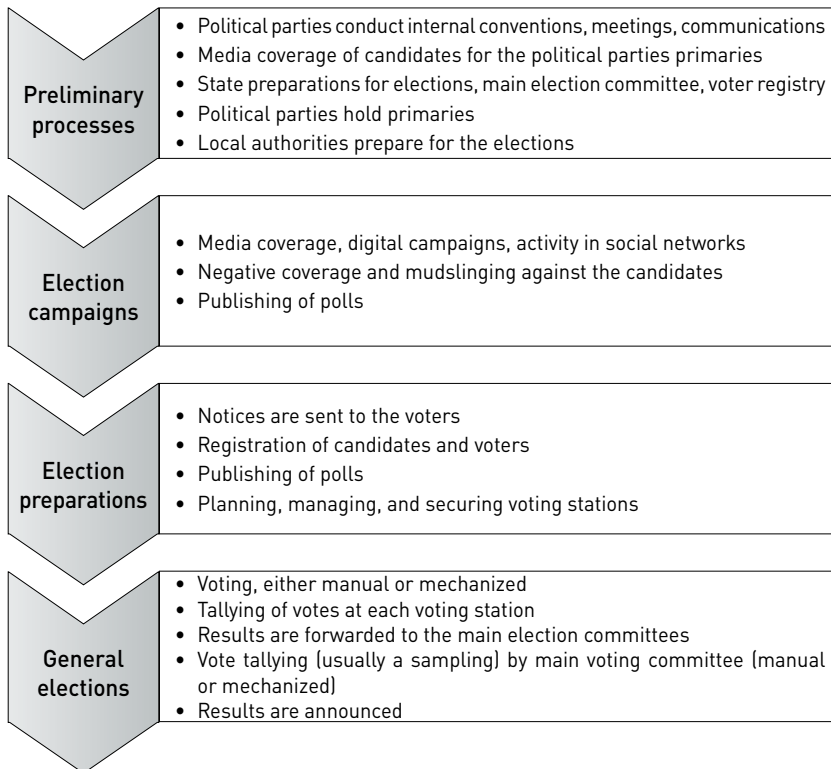 Preliminary
processes
• Political parties conduct internal conventions, meetings, communications
• Media coverage of candidates for the political parties primaries
• State preparations for elections, main election committee, voter registry
• Political parties hold primaries
• Local authorities prepare for the elections
Election
campaigns
• Media coverage, digital campaigns, activity in social networks
• Negative coverage and mudslinging against the candidates
• Publishing of polls
Election
preparations
• Notices are sent to the voters
• Registration of candidates and voters
• Publishing of polls
• Planning, managing, and securing voting stations
General
elections
• Voting, either manual or mechanized
• Tallying of votes at each voting station
• Results are forwarded to the main election committees
• Vote tallying (usually a sampling) by main voting committee (manual
or mechanized)
• Results are announced